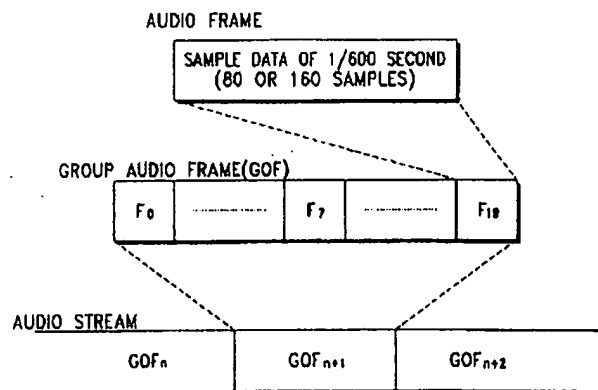 AUDIO FRAME
SAMPLE DATA OF 1/600 SECOND
(80 OR 160 SAMPLES)
GROUP AUDIO FRAME(GOF)
F0 F7 F19
AUDIO STREAM
GOFn GOFn+1 GOFn+2